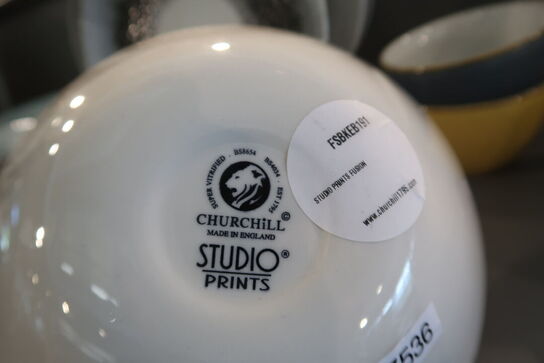 SUPER VITRIFIED · BS8654 · BS4034 · EST 1795
CHURCHiLL ©
MADE IN ENGLAND
STUDIO ®
PRINTS
FSBKEB191
STUDIO PRINTS FUSION
www.churchill1795.com
536